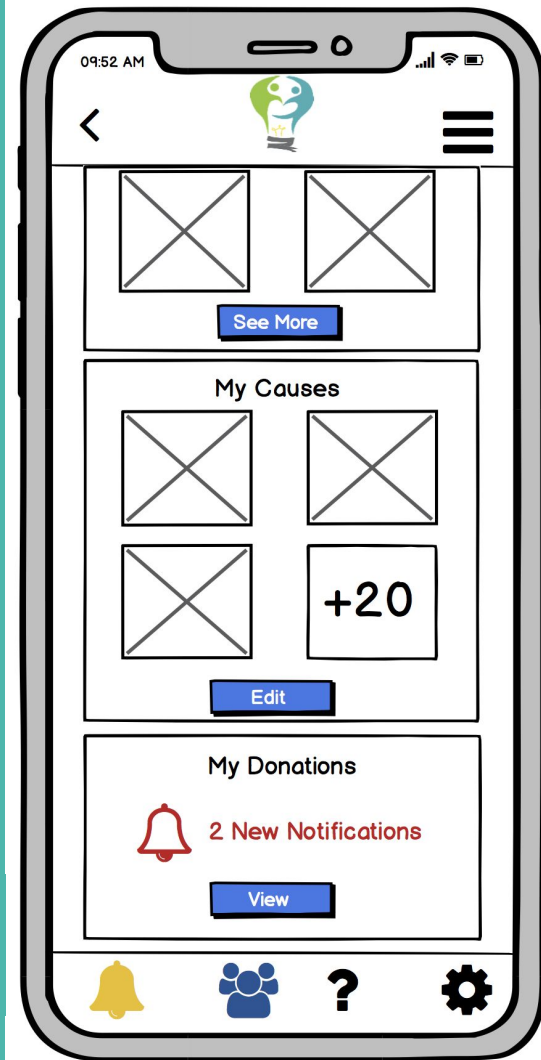 09:52 AM
See More
My Causes
+20
Edit
My Donations
2 New Notifications
View
?